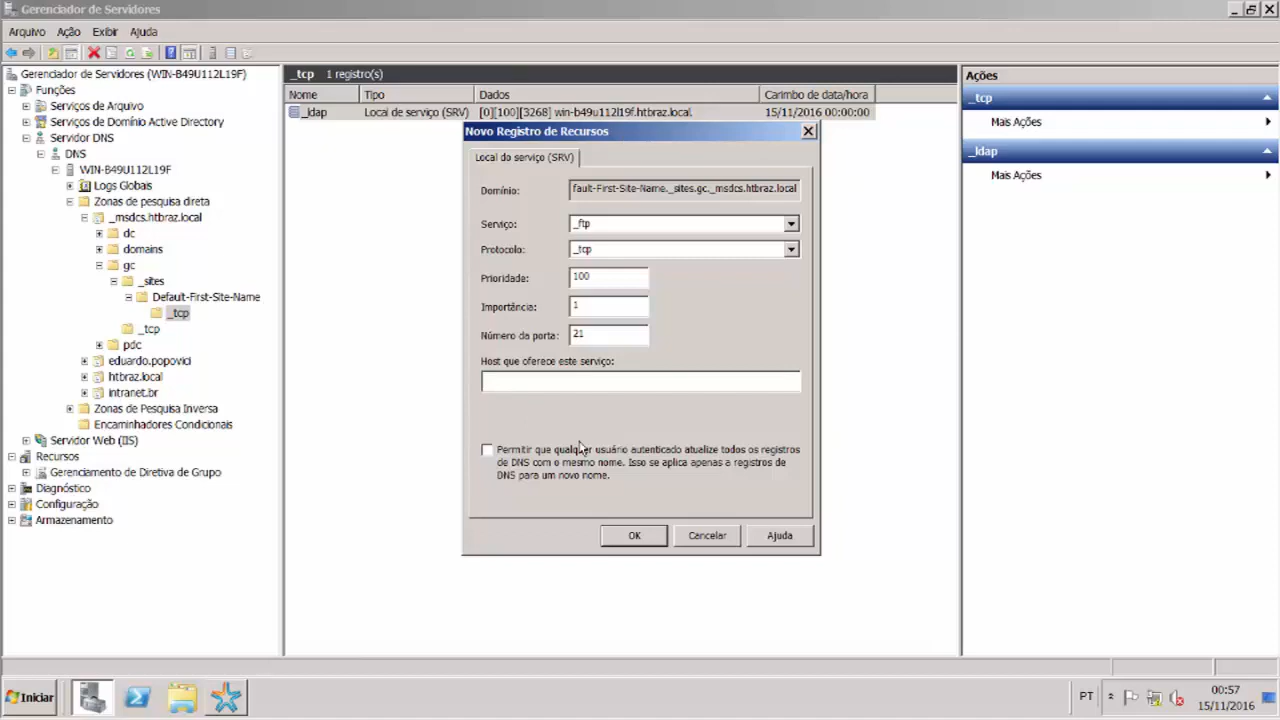 Gerenciador de Servidores
Arquivo Ação Exibir Ajuda
Gerenciador de Servidores (WIN-B49U112L19F)
Funções
Serviços de Arquivo
Serviços de Domínio Active Directory
Servidor DNS
DNS
WIN-B49U112L19F
Logs Globais
Zonas de pesquisa direta
_msdcs.htbraz.local
dc
domains
gc
_sites
Default-First-Site-Name
_tcp
_tcp
pdc
eduardo.popovici
htbraz.local
intranet.br
Zonas de Pesquisa Inversa
Encaminhadores Condicionais
Servidor Web (IIS)
Recursos
Gerenciamento de Diretiva de Grupo
Diagnóstico
Configuração
Armazenamento
_tcp 1 registro(s)
Nome Tipo Dados Carimbo de data/hora
_ldap Local de serviço (SRV) [0][100][3268] win-b49u112l19f.htbraz.local. 15/11/2016 00:00:00
Novo Registro de Recursos
Local do serviço (SRV)
Domínio: fault-First-Site-Name._sites.gc._msdcs.htbraz.local
Serviço: _ftp
Protocolo: _tcp
Prioridade: 100
Importância: 1
Número da porta: 21
Host que oferece este serviço:
Permitir que qualquer usuário autenticado atualize todos os registros
de DNS com o mesmo nome. Isso se aplica apenas a registros de
DNS para um novo nome.
OK Cancelar Ajuda
Ações
_tcp
Mais Ações
_ldap
Mais Ações
Iniciar
PT
00:57
15/11/2016